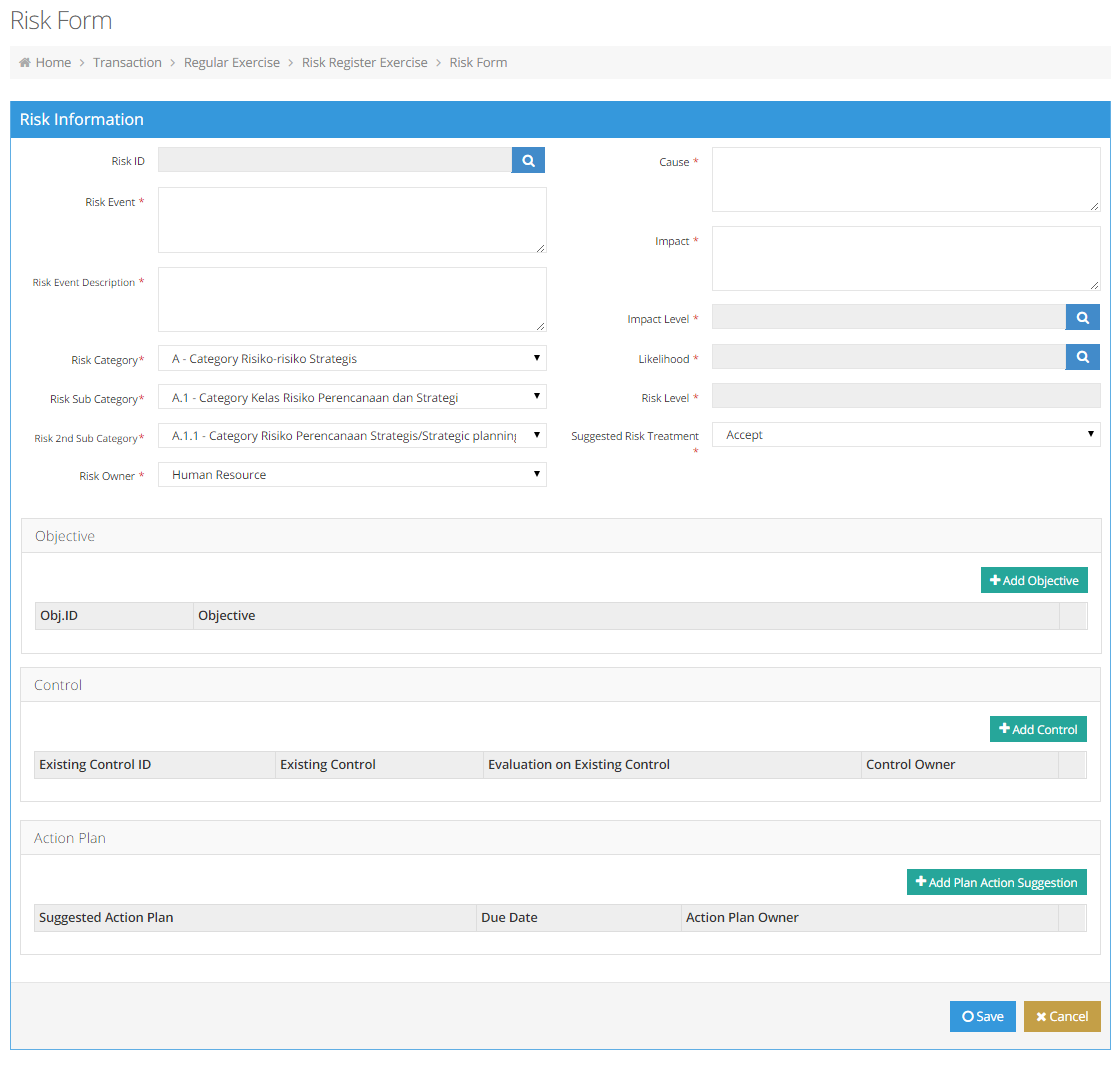 Risk Form
Home > Transaction > Regular Exercise > Risk Register Exercise > Risk Form
Risk Information
Risk ID
Risk Event *
Risk Event Description *
Risk Category* A - Category Risiko-risiko Strategis
Risk Sub Category* A.1 - Category Kelas Risiko Perencanaan dan Strategi
Risk 2nd Sub Category* A.1.1 - Category Risiko Perencanaan Strategis/Strategic planning
Risk Owner * Human Resource
Cause *
Impact *
Impact Level *
Likelihood *
Risk Level *
Suggested Risk Treatment Accept
*
Objective
Add Objective
Obj.ID Objective
Control
Add Control
Existing Control ID Existing Control Evaluation on Existing Control Control Owner
Action Plan
Add Plan Action Suggestion
Suggested Action Plan Due Date Action Plan Owner
Save Cancel